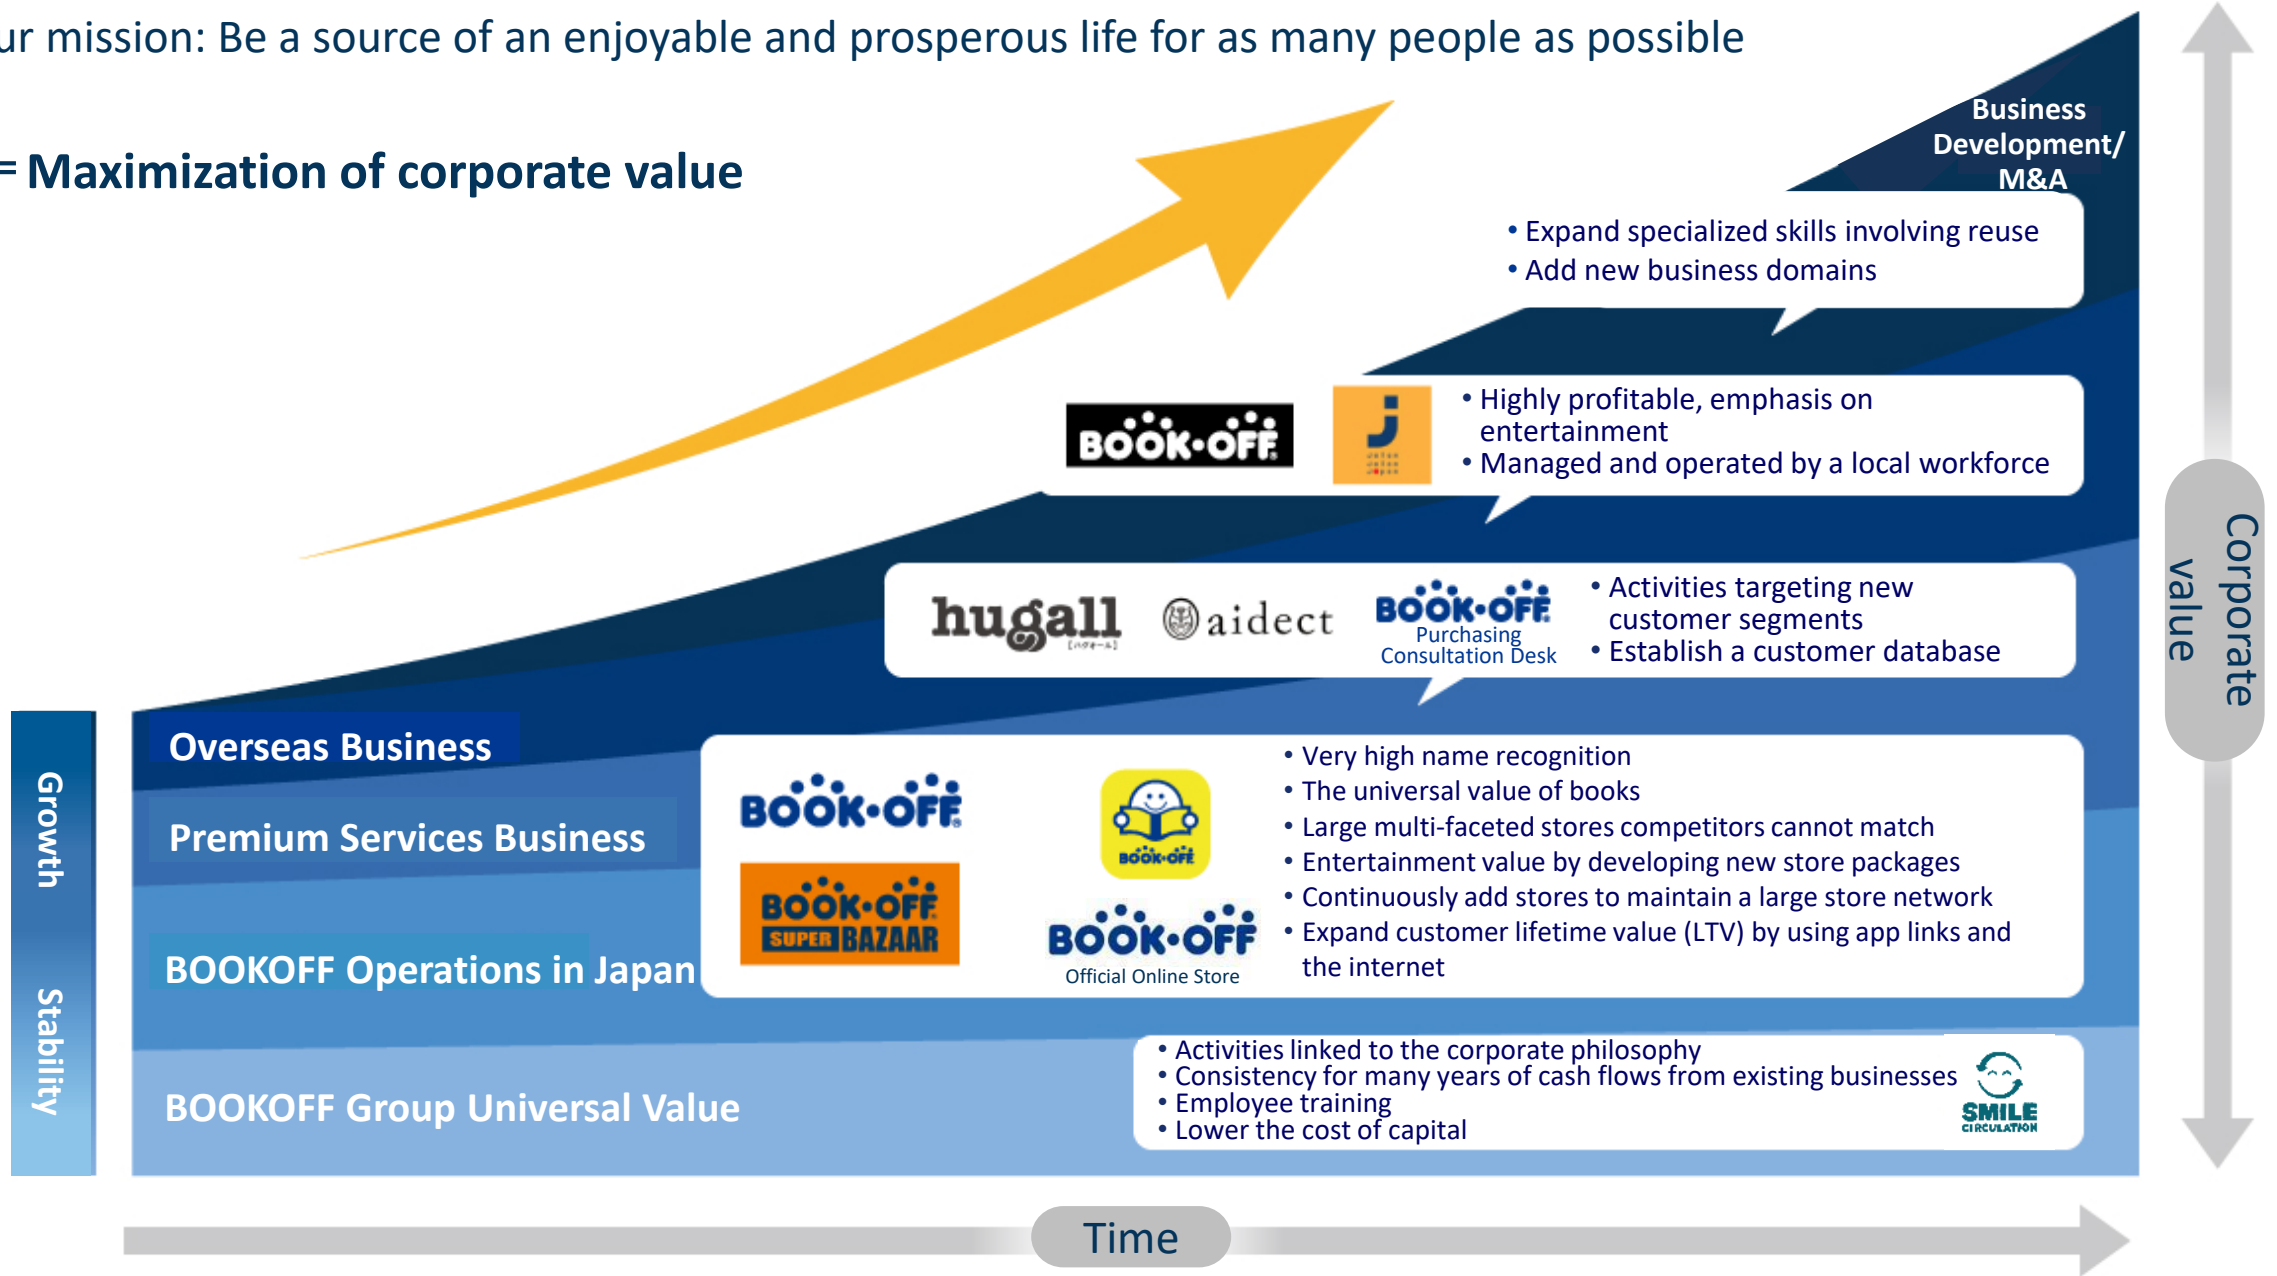 ur mission: Be a source of an enjoyable and prosperous life for as many people as possible
= Maximization of corporate value
Business
Development/
M&A
• Expand specialized skills involving reuse
• Add new business domains
BOOK•OFF
J
• Highly profitable, emphasis on
entertainment
• Managed and operated by a local workforce
hugall
[ハグオール]
aidect
BOOK•OFF
Purchasing
Consultation Desk
• Activities targeting new
customer segments
• Establish a customer database
Overseas Business
Premium Services Business
BOOKOFF Operations in Japan
BOOK•OFF
BOOK•OFF
BOOK•OFF
SUPER BAZAAR
BOOK•OFF
Official Online Store
• Very high name recognition
• The universal value of books
• Large multi-faceted stores competitors cannot match
• Entertainment value by developing new store packages
• Continuously add stores to maintain a large store network
• Expand customer lifetime value (LTV) by using app links and
the internet
BOOKOFF Group Universal Value
• Activities linked to the corporate philosophy
• Consistency for many years of cash flows from existing businesses
• Employee training
• Lower the cost of capital
SMILE
CIRCULATION
Growth
Stability
Corporate
value
Time